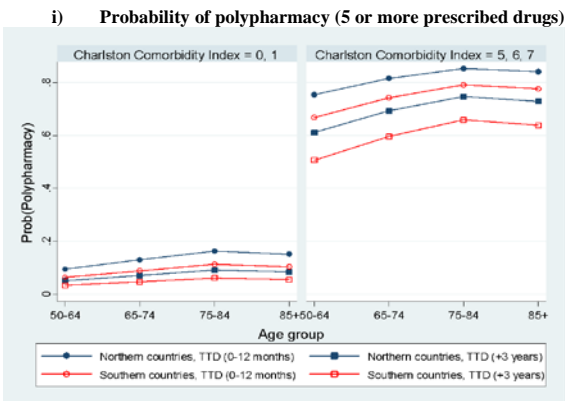 i) Probability of polypharmacy (5 or more prescribed drugs)
Charlston Comorbidity Index = 0, 1
Charlston Comorbidity Index = 5, 6, 7
Prob(Polypharmacy)
.8
.6
.4
.2
0
50-64 65-74 75-84 85+ 50-64 65-74 75-84 85+
Age group
Northern countries, TTD (0-12 months) Northern countries, TTD (+3 years)
Southern countries, TTD (0-12 months) Southern countries, TTD (+3 years)